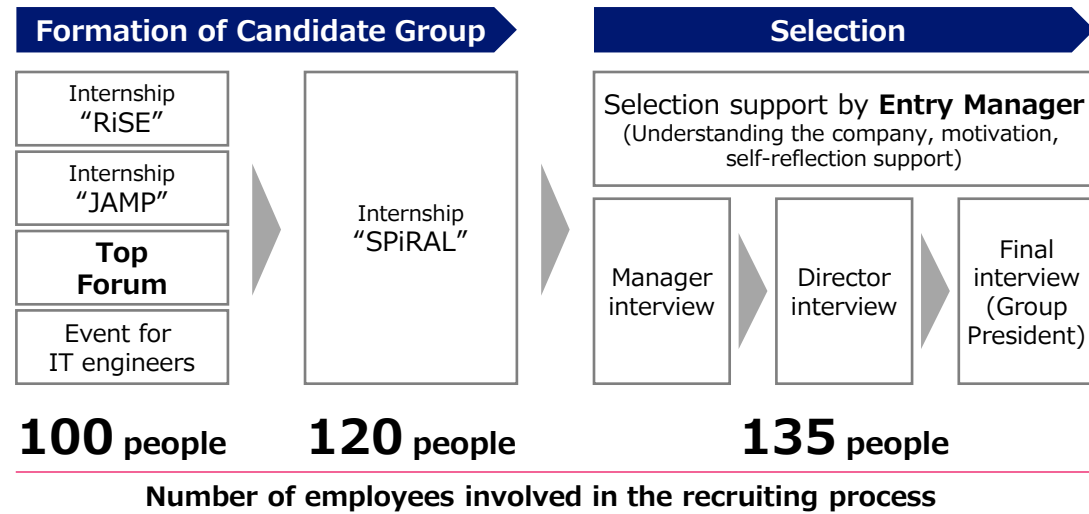 Formation of Candidate Group
Selection
Internship
“RiSE”
Internship
“JAMP”
Top
Forum
Event for
IT engineers
Internship
“SPiRAL”
Selection support by Entry Manager
(Understanding the company, motivation,
self-reflection support)
Manager
interview
Director
interview
Final
interview
(Group
President)
100 people
120 people
135 people
Number of employees involved in the recruiting process